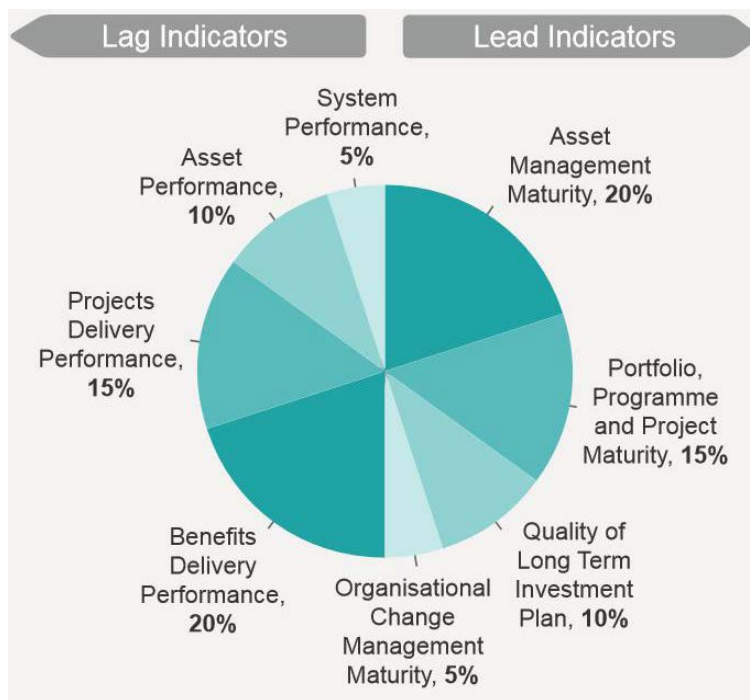 Lag Indicators
Lead Indicators
System
Performance,
5%
Asset
Management
Maturity, 20%
Asset
Performance,
10%
Projects
Delivery
Performance,
15%
Portfolio,
Programme
and Project
Maturity, 15%
Benefits
Delivery
Performance,
20%
Organisational
Change
Management
Maturity, 5%
Quality of
Long Term
Investment
Plan, 10%